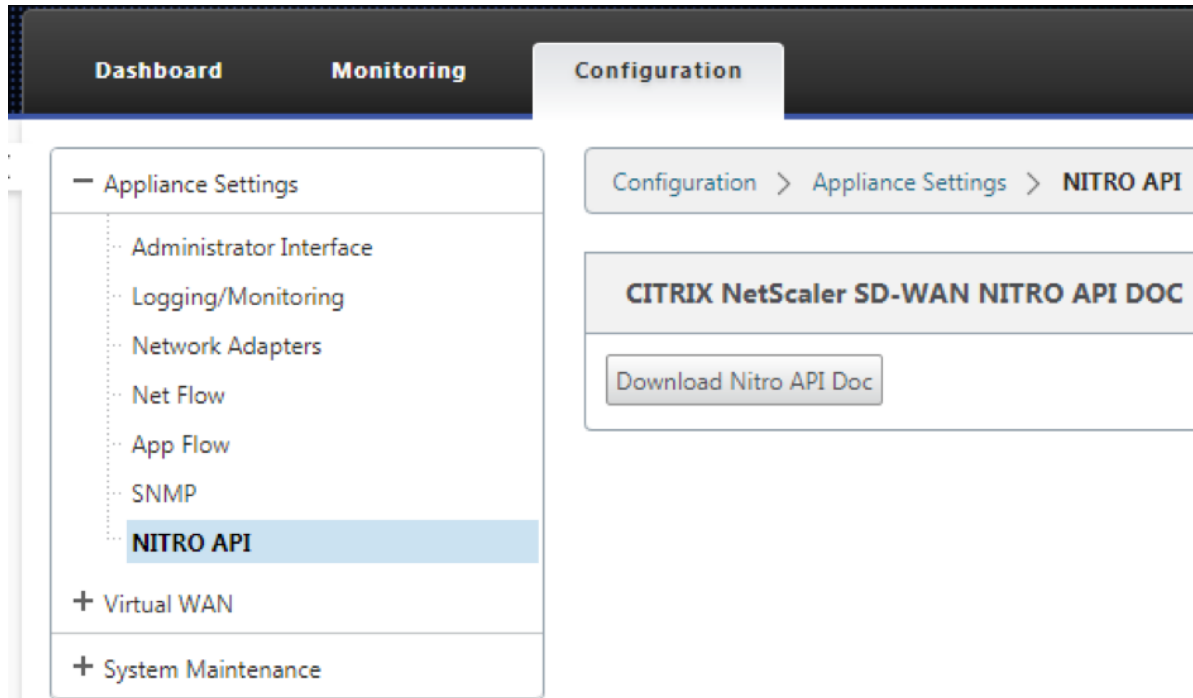 Dashboard Monitoring Configuration
Appliance Settings
Administrator Interface
Logging/Monitoring
Network Adapters
Net Flow
App Flow
SNMP
NITRO API
Virtual WAN
System Maintenance
Configuration > Appliance Settings > NITRO API
CITRIX NetScaler SD-WAN NITRO API DOC
Download Nitro API Doc